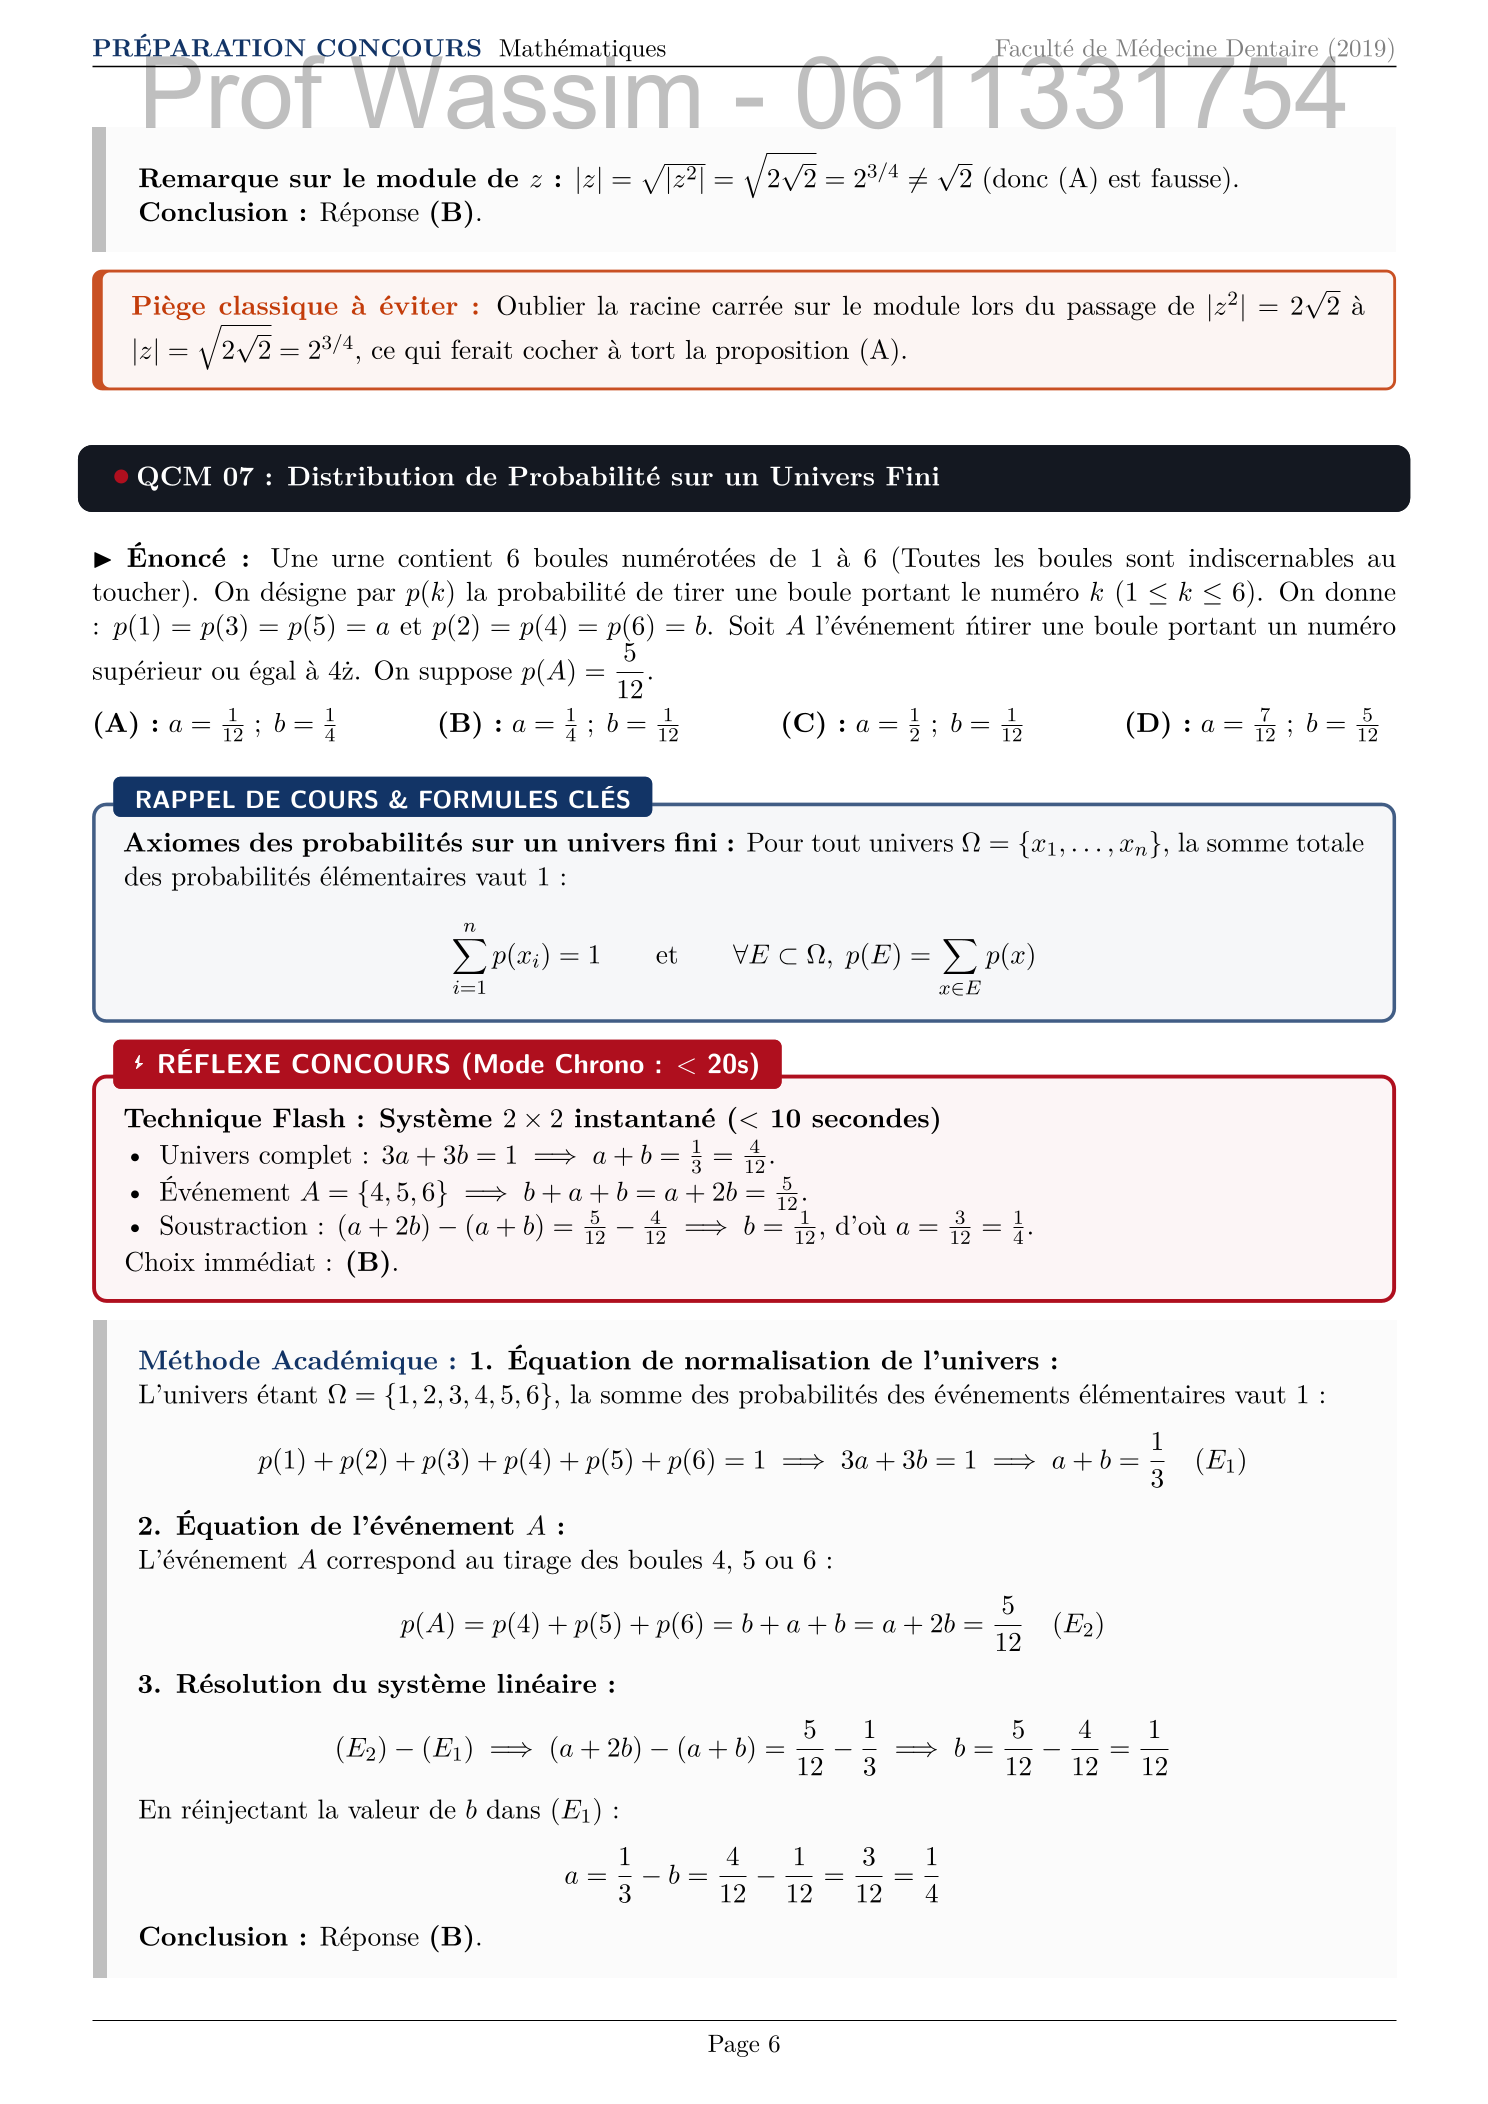 PRÉPARATION CONCOURS Mathématiques Faculté de Médecine Dentaire (2019)
Prof Wassim - 0611331754
Remarque sur le module de z : |z| = √|z²| = √(2√2) = 2^{3/4} ≠ √2 (donc (A) est fausse).
Conclusion : Réponse (B).
Piège classique à éviter : Oublier la racine carrée sur le module lors du passage de |z²| = 2√2 à
|z| = √(2√2) = 2^{3/4}, ce qui ferait cocher à tort la proposition (A).
• QCM 07 : Distribution de Probabilité sur un Univers Fini
▶ Énoncé : Une urne contient 6 boules numérotées de 1 à 6 (Toutes les boules sont indiscernables au
toucher). On désigne par p(k) la probabilité de tirer une boule portant le numéro k (1 ≤ k ≤ 6). On donne
: p(1) = p(3) = p(5) = a et p(2) = p(4) = p(6) = b. Soit A l'événement ńtirer une boule portant un numéro
supérieur ou égal à 4ż. On suppose p(A) = 5/12.
(A) : a = 1/12 ; b = 1/4 (B) : a = 1/4 ; b = 1/12 (C) : a = 1/2 ; b = 1/12 (D) : a = 7/12 ; b = 5/12
RAPPEL DE COURS & FORMULES CLÉS
Axiomes des probabilités sur un univers fini : Pour tout univers Ω = {x₁, . . . , xₙ}, la somme totale
des probabilités élémentaires vaut 1 :
∑_{i=1}^{n} p(xᵢ) = 1 et ∀E ⊂ Ω, p(E) = ∑_{x∈E} p(x)
⚡ RÉFLEXE CONCOURS (Mode Chrono : < 20s)
Technique Flash : Système 2 × 2 instantané (< 10 secondes)
• Univers complet : 3a + 3b = 1 ⟹ a + b = 1/3 = 4/12.
• Événement A = {4, 5, 6} ⟹ b + a + b = a + 2b = 5/12.
• Soustraction : (a + 2b) − (a + b) = 5/12 − 4/12 ⟹ b = 1/12, d'où a = 3/12 = 1/4.
Choix immédiat : (B).
Méthode Académique : 1. Équation de normalisation de l'univers :
L'univers étant Ω = {1, 2, 3, 4, 5, 6}, la somme des probabilités des événements élémentaires vaut 1 :
p(1) + p(2) + p(3) + p(4) + p(5) + p(6) = 1 ⟹ 3a + 3b = 1 ⟹ a + b = 1/3 (E₁)
2. Équation de l'événement A :
L'événement A correspond au tirage des boules 4, 5 ou 6 :
p(A) = p(4) + p(5) + p(6) = b + a + b = a + 2b = 5/12 (E₂)
3. Résolution du système linéaire :
(E₂) − (E₁) ⟹ (a + 2b) − (a + b) = 5/12 − 1/3 ⟹ b = 5/12 − 4/12 = 1/12
En réinjectant la valeur de b dans (E₁) :
a = 1/3 − b = 4/12 − 1/12 = 3/12 = 1/4
Conclusion : Réponse (B).
Page 6